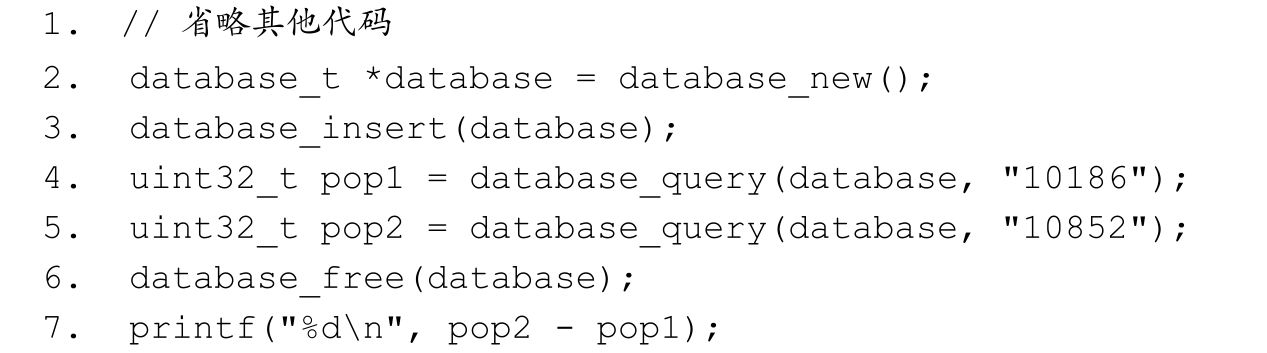 1. // 省略其他代码
2. database_t *database = database_new();
3. database_insert(database);
4. uint32_t pop1 = database_query(database, "10186");
5. uint32_t pop2 = database_query(database, "10852");
6. database_free(database);
7. printf("%d\n", pop2 - pop1);